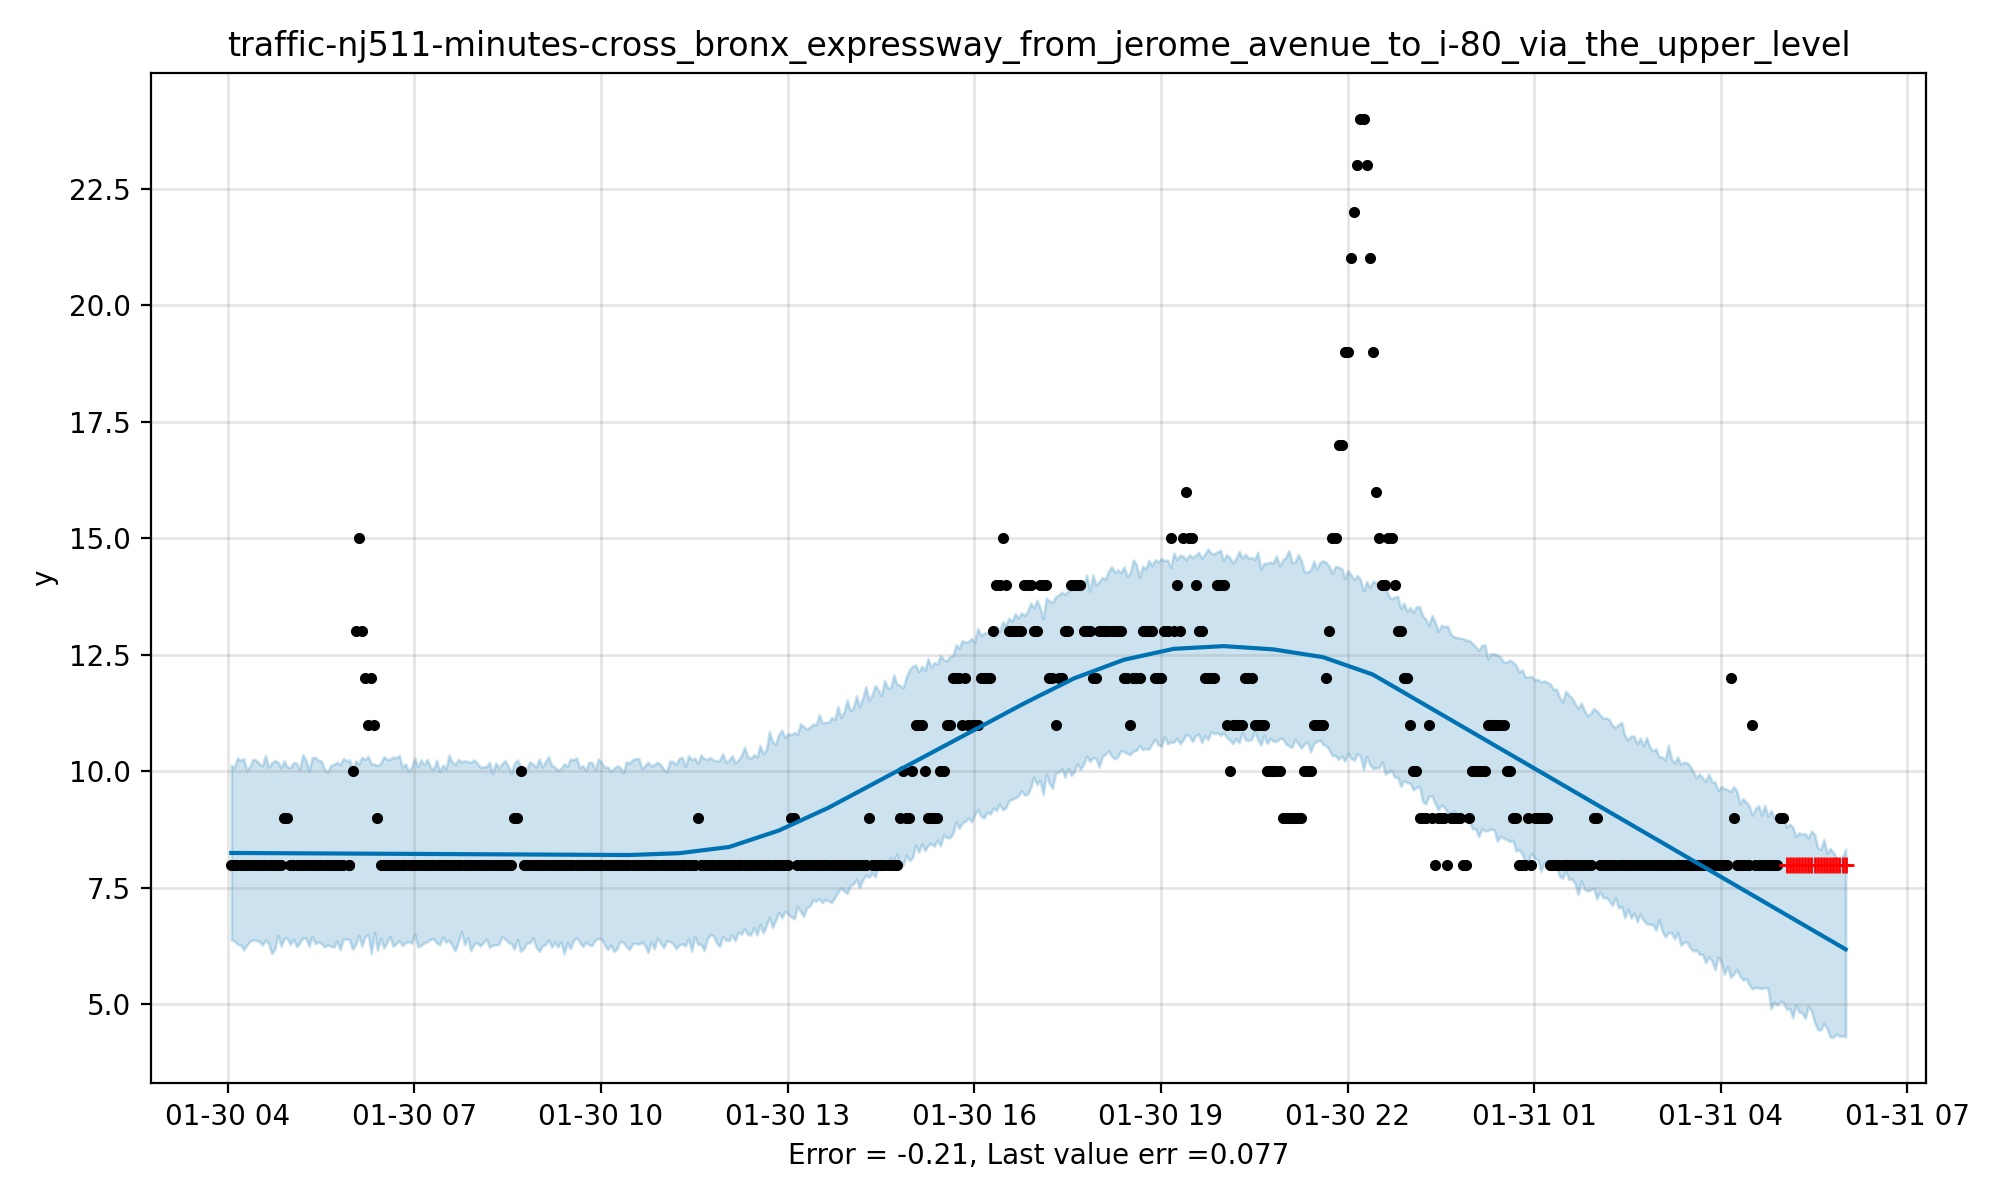 traffic-nj511-minutes-cross_bronx_expressway_from_jerome_avenue_to_i-80_via_the_upper_level
22.5
20.0
17.5
15.0
12.5
10.0
7.5
5.0
y
01-30 04 01-30 07 01-30 10 01-30 13 01-30 16 01-30 19 01-30 22 01-31 01 01-31 04 01-31 07
Error = -0.21, Last value err =0.077